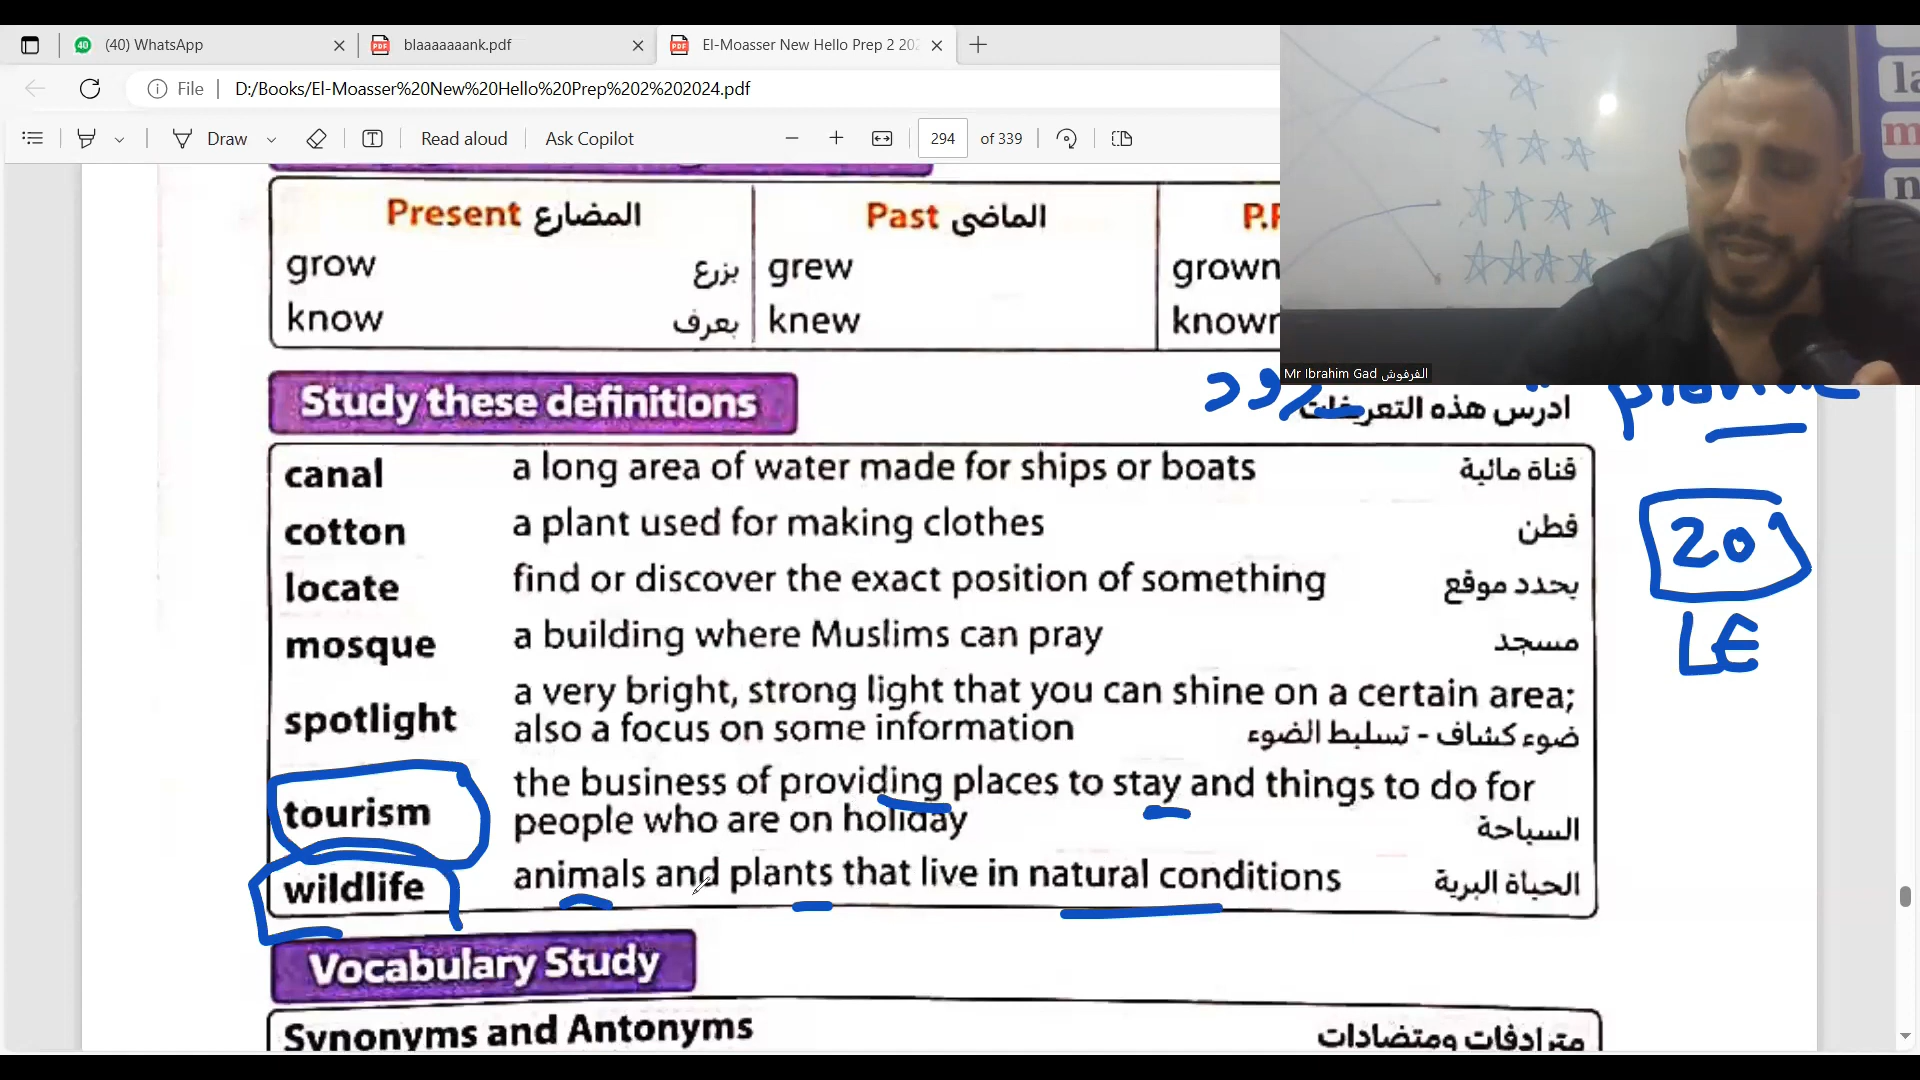 (40) WhatsApp
blaaaaaaank.pdf
El-Moasser New Hello Prep 2 202
File
D:/Books/El-Moasser%20New%20Hello%20Prep%202%202024.pdf
Draw
Read aloud
Ask Copilot
294 of 339
la
m
n
Present المضارع
Past الماضى
P.P
grow يزرع
grew
grown
know يعرف
knew
known
Mr Ibrahim Gad الفرفوش
Study these definitions
ادرس هذه التعريفات
canal a long area of water made for ships or boats قناة مائية
cotton a plant used for making clothes قطن
locate find or discover the exact position of something يحدد موقع
mosque a building where Muslims can pray مسجد
spotlight a very bright, strong light that you can shine on a certain area;
also a focus on some information ضوء كشاف - تسليط الضوء
tourism the business of providing places to stay and things to do for
people who are on holiday السياحة
wildlife animals and plants that live in natural conditions الحياة البرية
20
LE
Vocabulary Study
Synonyms and Antonyms مترادفات ومتضادات